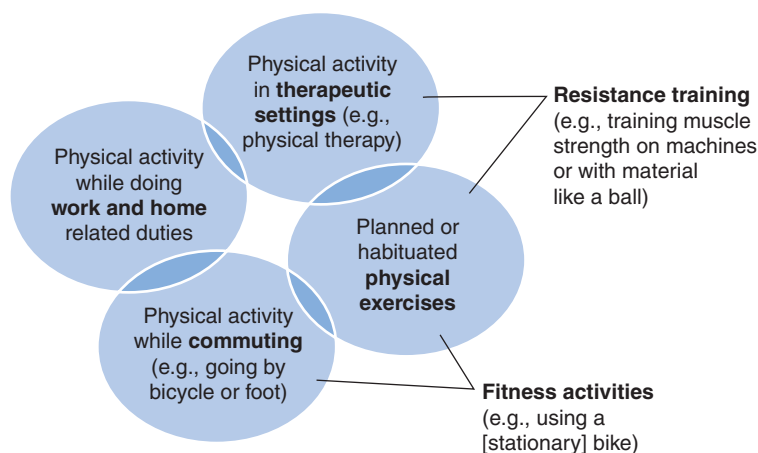 Physical activity
in therapeutic
settings (e.g.,
physical therapy)
Resistance training
(e.g., training muscle
strength on machines
or with material
like a ball)
Physical activity
while doing
work and home
related duties
Planned or
habituated
physical
exercises
Physical activity
while commuting
(e.g., going by
bicycle or foot)
Fitness activities
(e.g., using a
[stationary] bike)